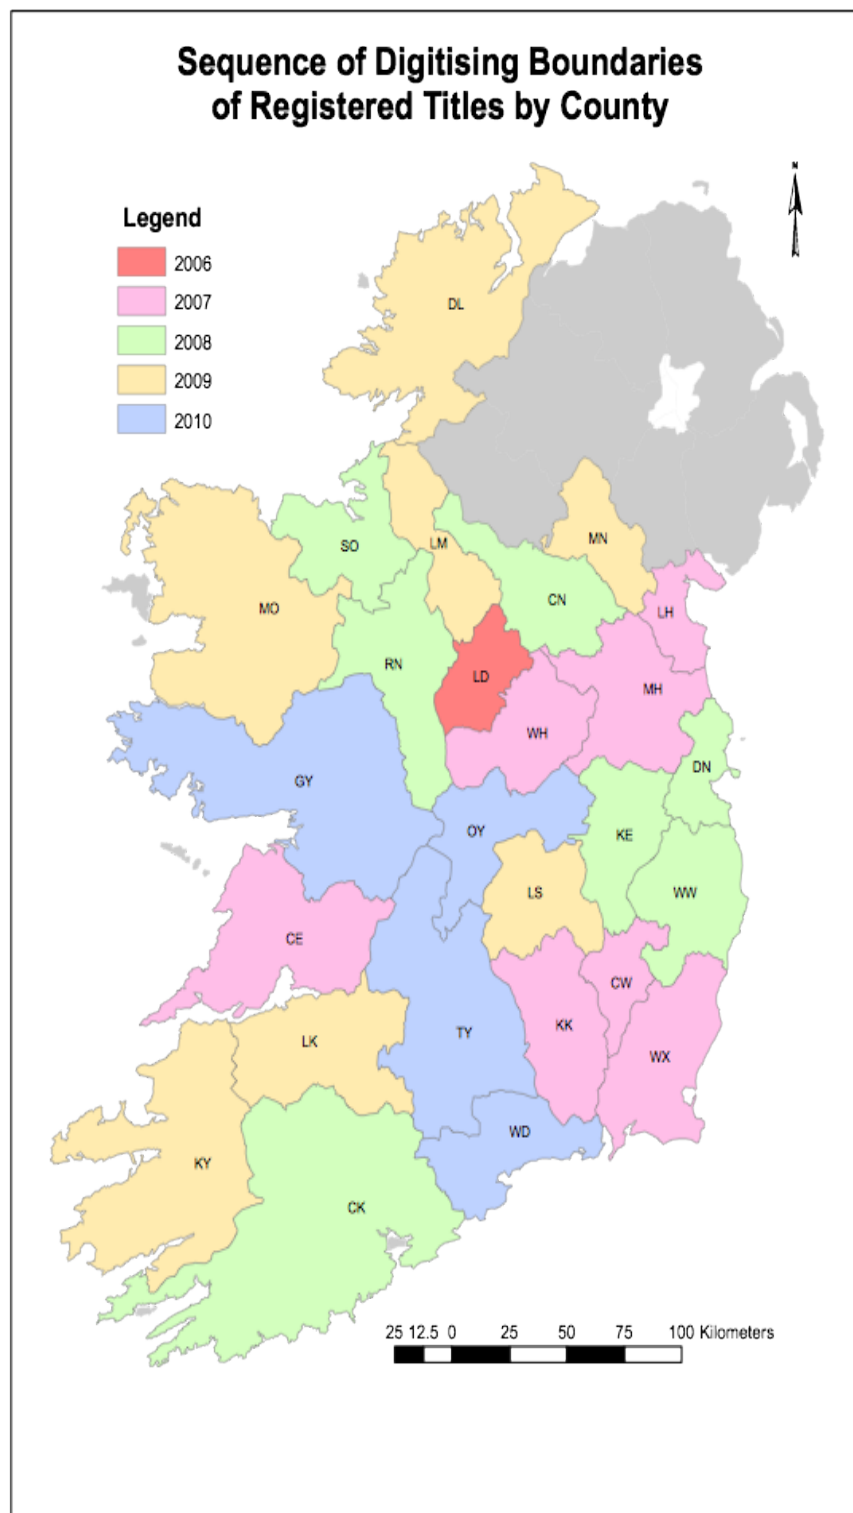 Sequence of Digitising Boundaries
of Registered Titles by County
N
Legend
2006
2007
2008
2009
2010
DL
SO
LM
MN
CN
MO
LH
RN
LD
MH
WH
DN
GY
OY
KE
LS
WW
CE
CW
KK
TY
LK
WX
WD
KY
CK
25 12.5 0 25 50 75 100 Kilometers